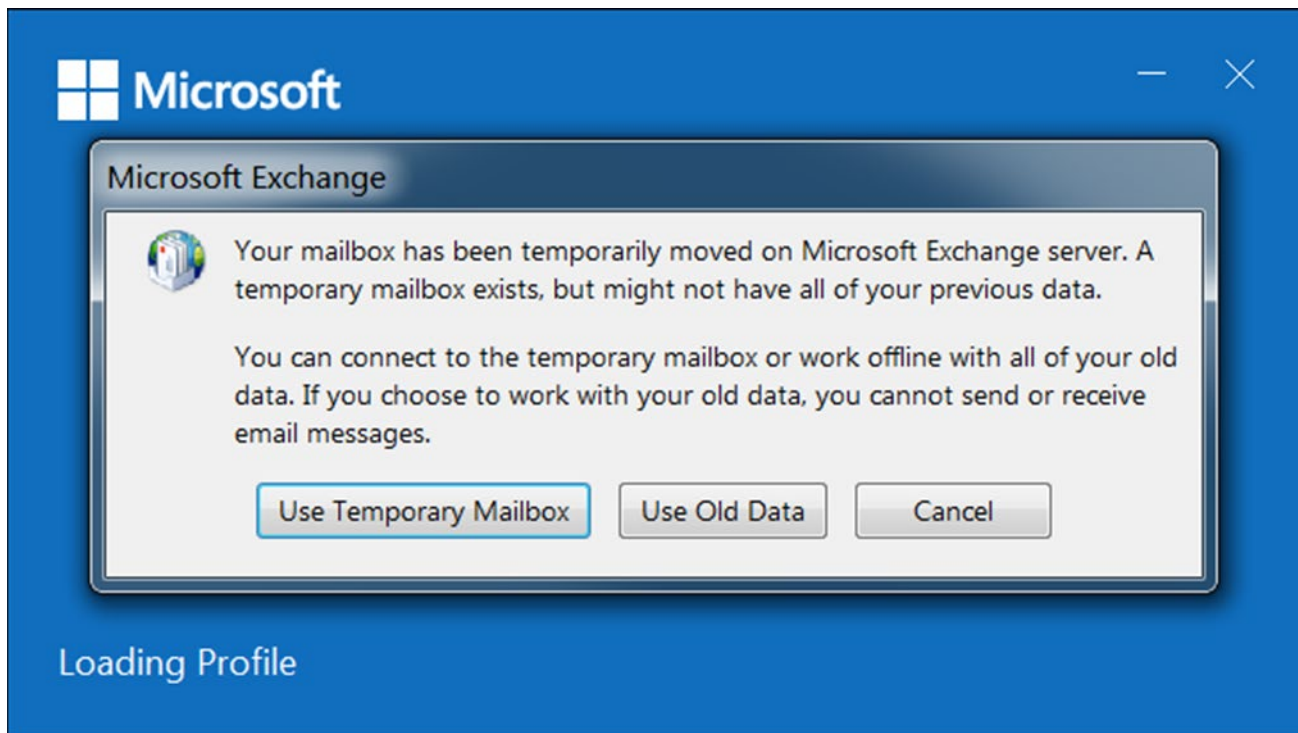 Microsoft
Microsoft Exchange
Your mailbox has been temporarily moved on Microsoft Exchange server. A
temporary mailbox exists, but might not have all of your previous data.
You can connect to the temporary mailbox or work offline with all of your old
data. If you choose to work with your old data, you cannot send or receive
email messages.
Use Temporary Mailbox
Use Old Data
Cancel
Loading Profile